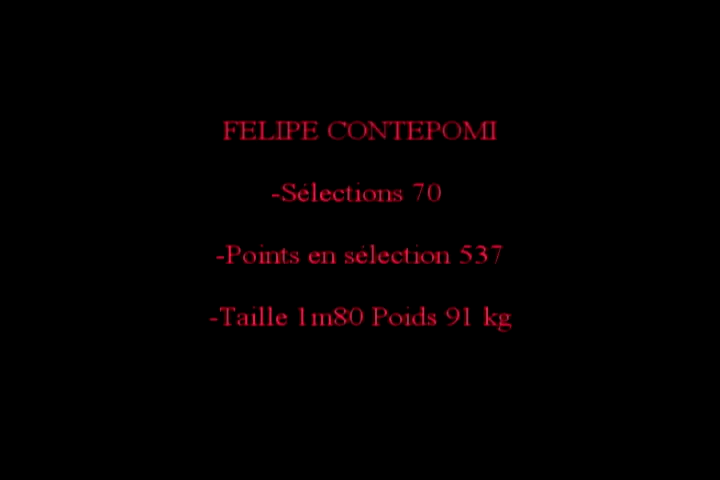 FELIPE CONTEPOMI
-Sélections 70
-Points en sélection 537
-Taille 1m80 Poids 91 kg